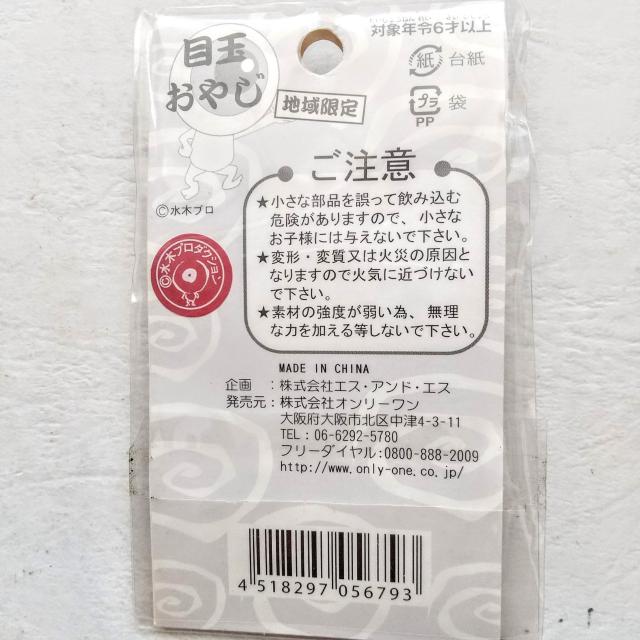 目玉
おやじ
地域限定
対象年令6才以上
紙 台紙
プラ 袋
PP
©水木プロ
©水木プロダクション
ご注意
★小さな部品を誤って飲み込む
危険がありますので、小さな
お子様には与えないで下さい。
★変形・変質又は火災の原因と
なりますので火気に近づけない
で下さい。
★素材の強度が弱い為、無理
な力を加える等しないで下さい。
MADE IN CHINA
企画 : 株式会社エス・アンド・エス
発売元 : 株式会社オンリーワン
大阪府大阪市北区中津4-3-11
TEL : 06-6292-5780
フリーダイヤル : 0800-888-2009
http://www.only-one.co.jp/
4 518297 056793